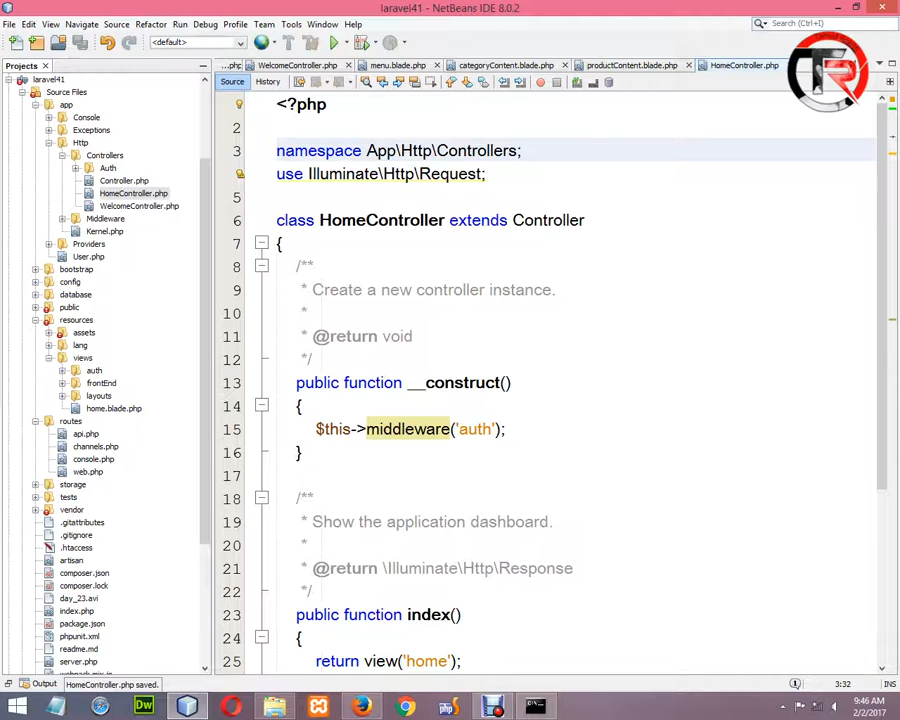 laravel41 - NetBeans IDE 8.0.2
File Edit View Navigate Source Refactor Run Debug Profile Team Tools Window Help
Search (Ctrl+I)
<default>
Projects
...php WelcomeController.php menu.blade.php categoryContent.blade.php productContent.blade.php HomeController.php
Source History
laravel41
Source Files
app
Console
Exceptions
Http
Controllers
Auth
Controller.php
HomeController.php
WelcomeController.php
Middleware
Kernel.php
Providers
User.php
bootstrap
config
database
public
resources
assets
lang
views
auth
frontEnd
layouts
home.blade.php
routes
api.php
channels.php
console.php
web.php
storage
tests
vendor
.gitattributes
.gitignore
.htaccess
artisan
composer.json
composer.lock
day_23.avi
index.php
package.json
phpunit.xml
readme.md
server.php
webpack.mix.js
<?php
2
3 namespace App\Http\Controllers;
use Illuminate\Http\Request;
5
6 class HomeController extends Controller
7 {
8 /**
9 * Create a new controller instance.
10 *
11 * @return void
12 */
13 public function __construct()
14 {
15 $this->middleware('auth');
16 }
17
18 /**
19 * Show the application dashboard.
20 *
21 * @return \Illuminate\Http\Response
22 */
23 public function index()
24 {
25 return view('home');
Output HomeController.php saved. 1 3:32 INS
9:46 AM
2/2/2017